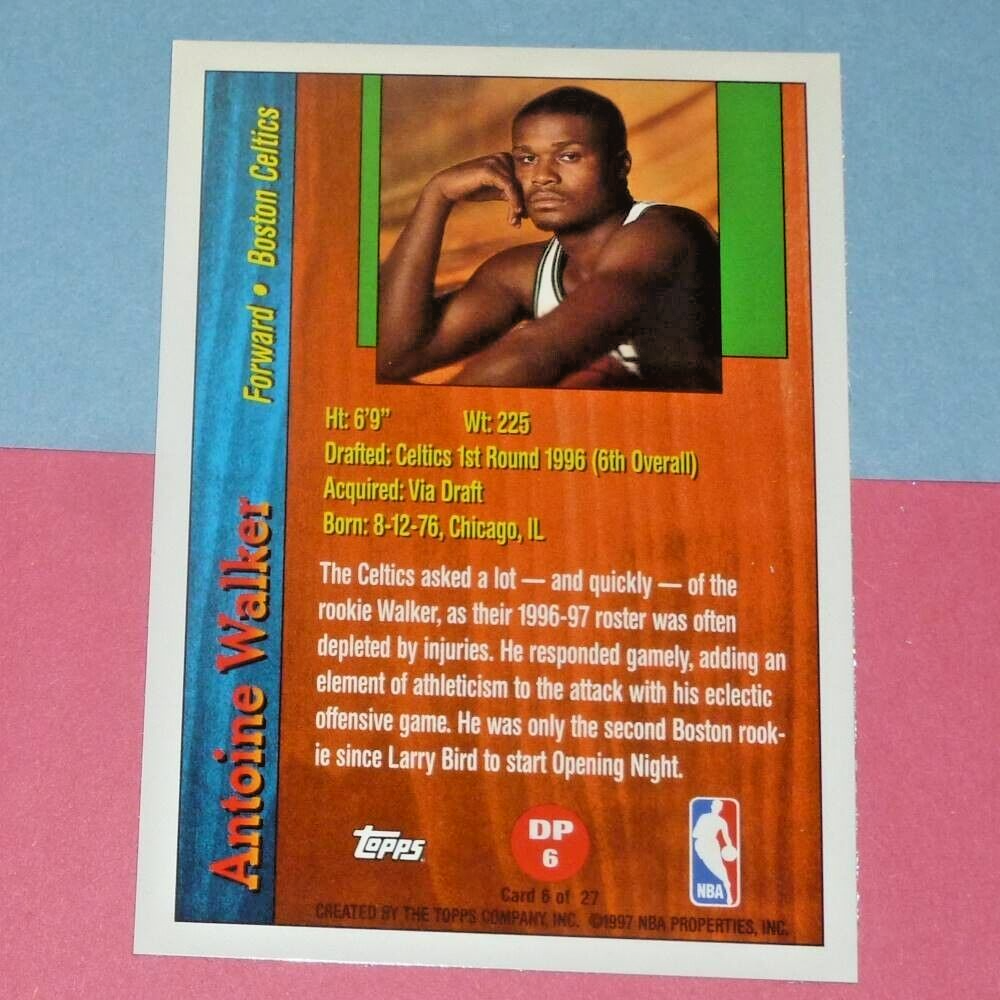 Antoine Walker
Forward • Boston Celtics
Ht: 6'9" Wt: 225
Drafted: Celtics 1st Round 1996 (6th Overall)
Acquired: Via Draft
Born: 8-12-76, Chicago, IL
The Celtics asked a lot — and quickly — of the
rookie Walker, as their 1996-97 roster was often
depleted by injuries. He responded gamely, adding an
element of athleticism to the attack with his eclectic
offensive game. He was only the second Boston rook-
ie since Larry Bird to start Opening Night.
Topps
DP
6
NBA
Card 6 of 27
CREATED BY THE TOPPS COMPANY, INC. ©1997 NBA PROPERTIES, INC.